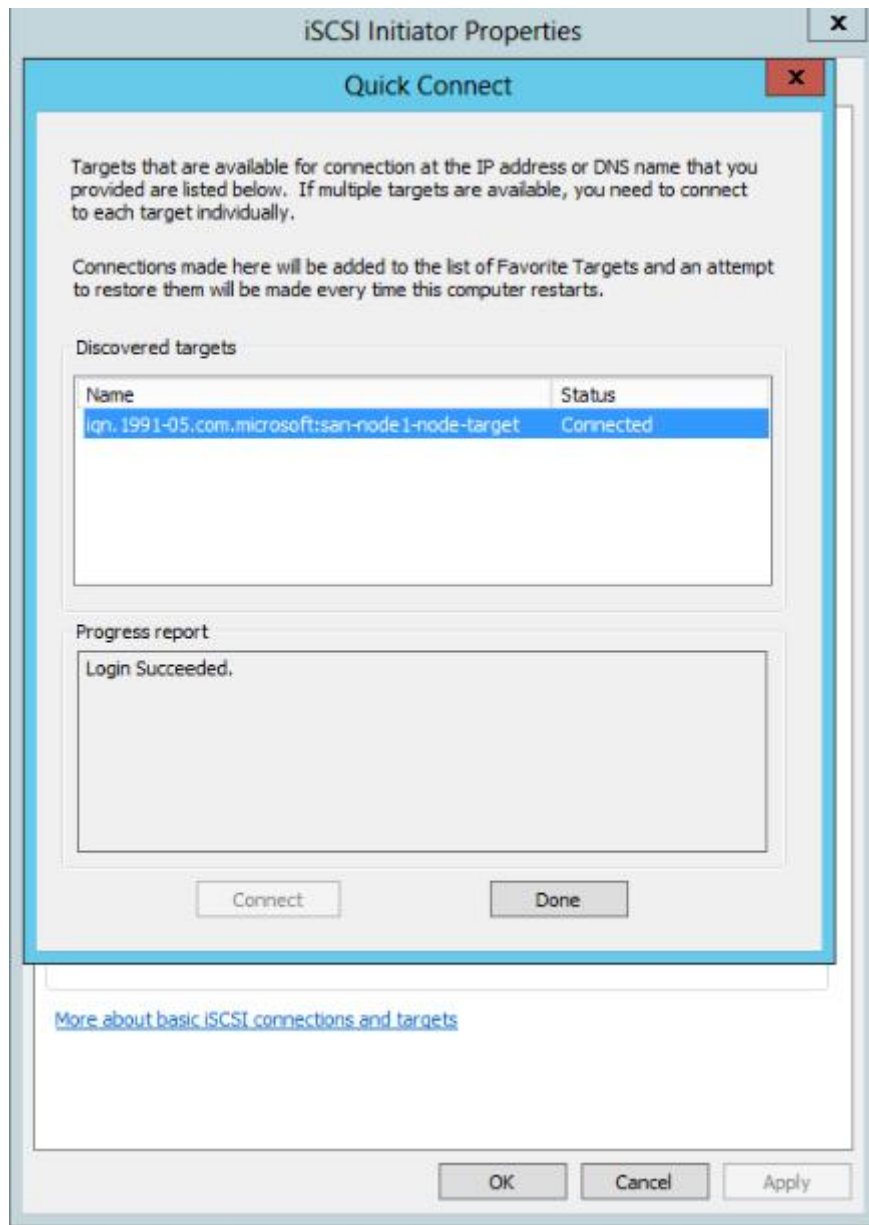 iSCSI Initiator Properties
x
Quick Connect
x
Targets that are available for connection at the IP address or DNS name that you
provided are listed below. If multiple targets are available, you need to connect
to each target individually.
Connections made here will be added to the list of Favorite Targets and an attempt
to restore them will be made every time this computer restarts.
Discovered targets
Name Status
iqn.1991-05.com.microsoft:san-node1-node-target Connected
Progress report
Login Succeeded.
Connect Done
More about basic iSCSI connections and targets
OK Cancel Apply